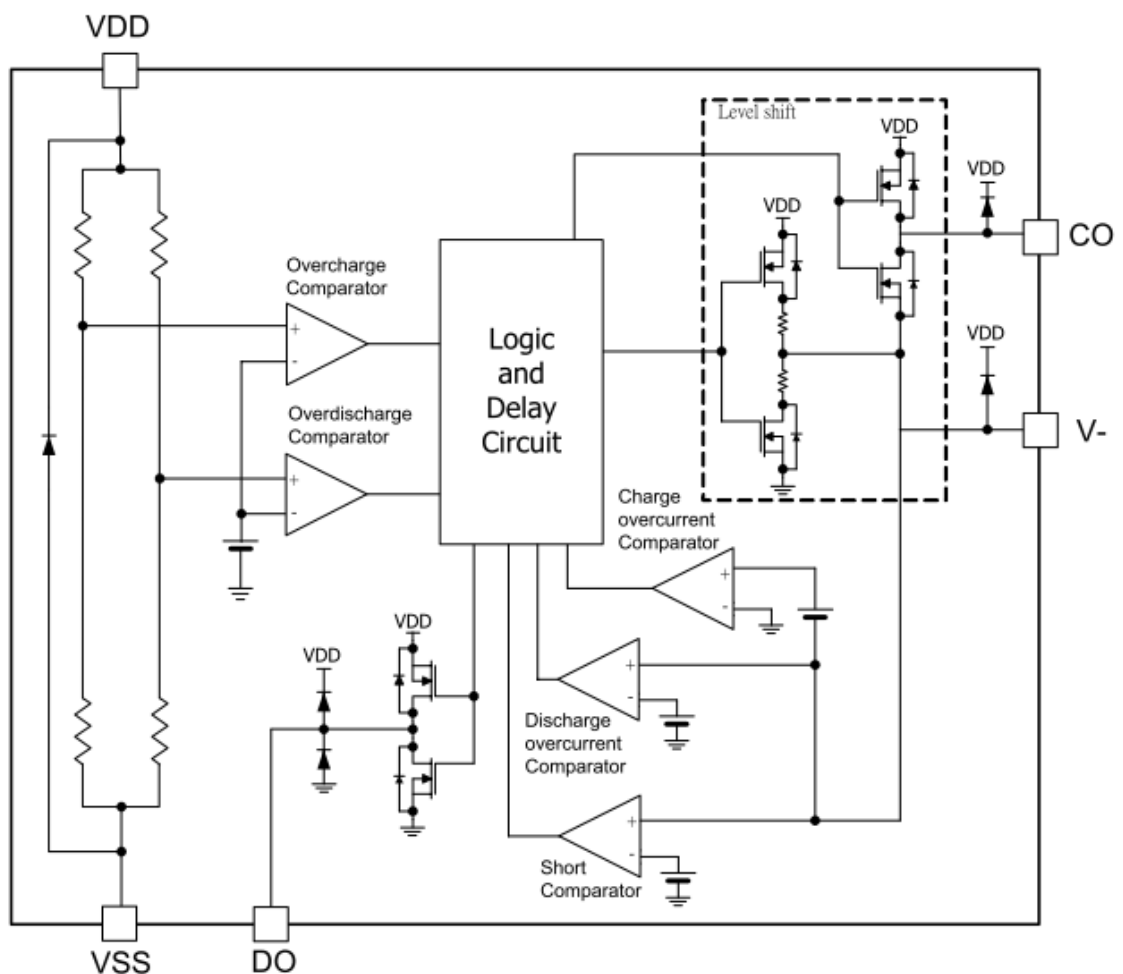 VDD
Level shift
VDD
VDD
VDD
CO
Overcharge
Comparator
+
-
Logic
and
Delay
Circuit
VDD
V-
Overdischarge
Comparator
+
-
Charge
overcurrent
Comparator
+
-
VDD
VDD
+
-
Discharge
overcurrent
Comparator
+
-
Short
Comparator
VSS
DO